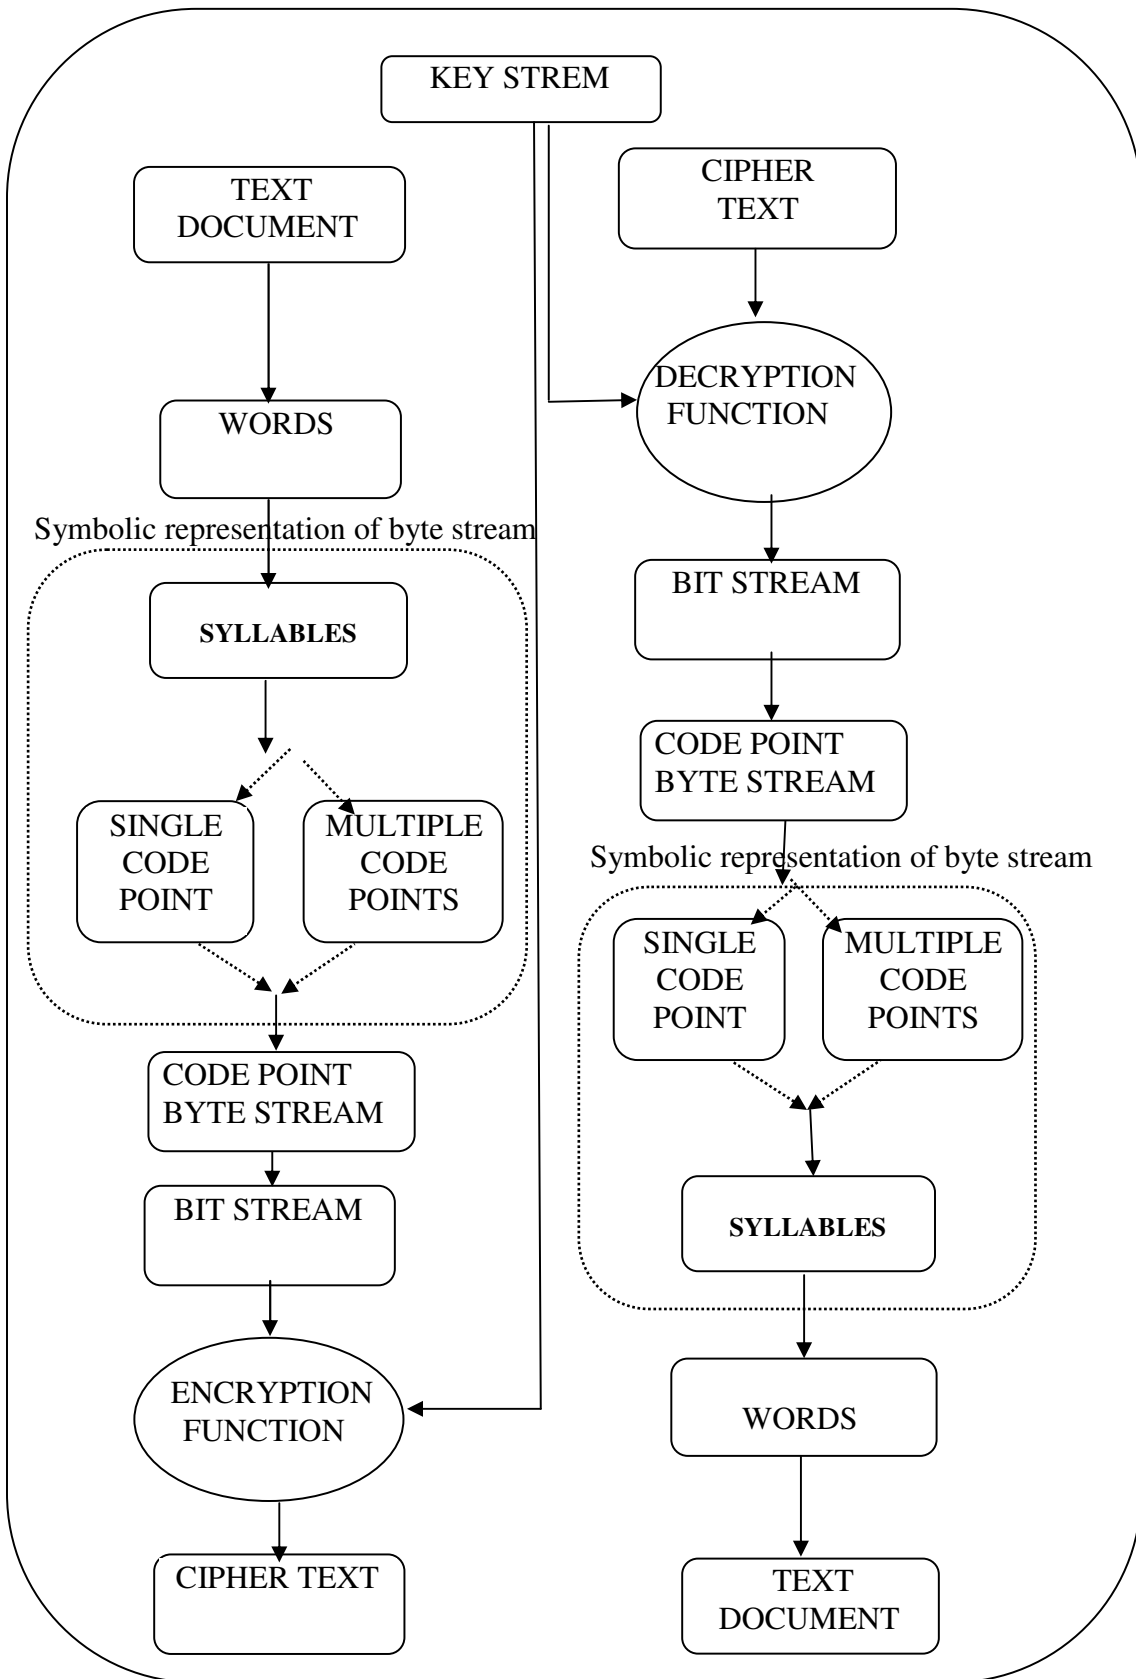 KEY STREM
TEXT
DOCUMENT
WORDS
Symbolic representation of byte stream
SYLLABLES
SINGLE
CODE
POINT
MULTIPLE
CODE
POINTS
CODE POINT
BYTE STREAM
BIT STREAM
ENCRYPTION
FUNCTION
CIPHER TEXT
CIPHER
TEXT
DECRYPTION
FUNCTION
BIT STREAM
CODE POINT
BYTE STREAM
Symbolic representation of byte stream
SINGLE
CODE
POINT
MULTIPLE
CODE
POINTS
SYLLABLES
WORDS
TEXT
DOCUMENT